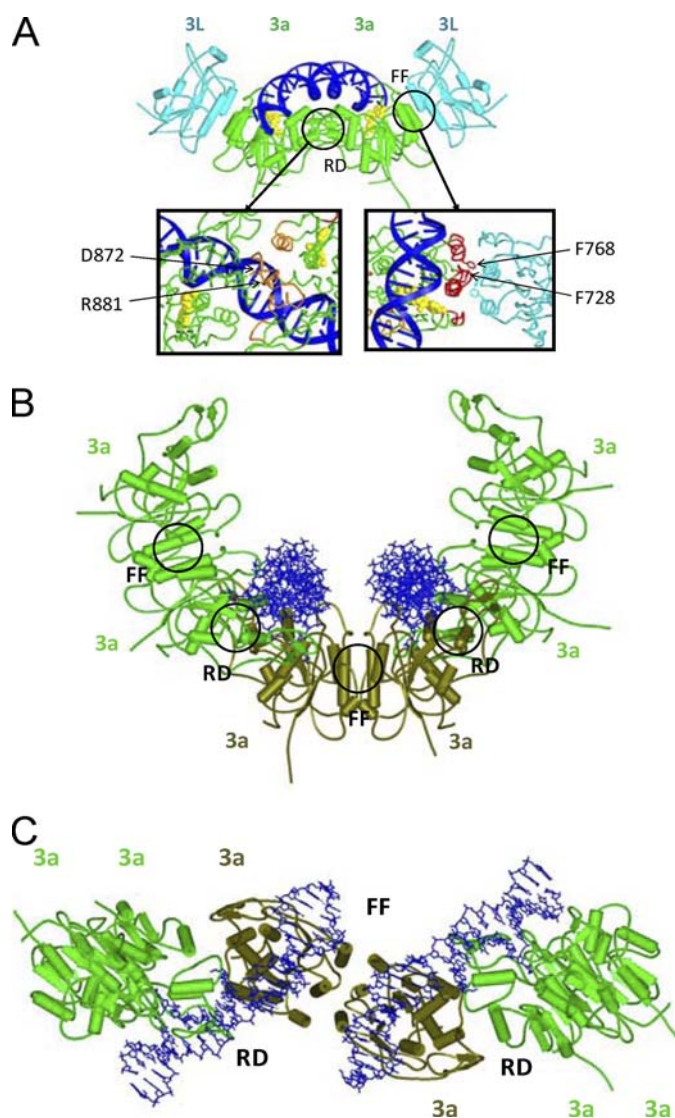 A
3L 3a 3a 3L
FF
RD
D872
R881
F768
F728
B
3a 3a
FF FF
3a 3a
RD RD
FF
3a 3a
C
3a 3a 3a
FF
RD RD
3a 3a 3a